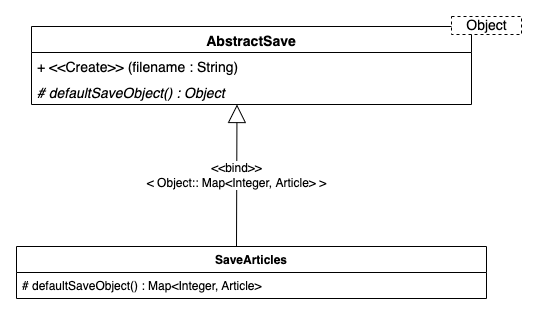 Object
AbstractSave
+ <<Create>> (filename : String)
# defaultSaveObject() : Object
<<bind>>
< Object:: Map<Integer, Article> >
SaveArticles
# defaultSaveObject() : Map<Integer, Article>